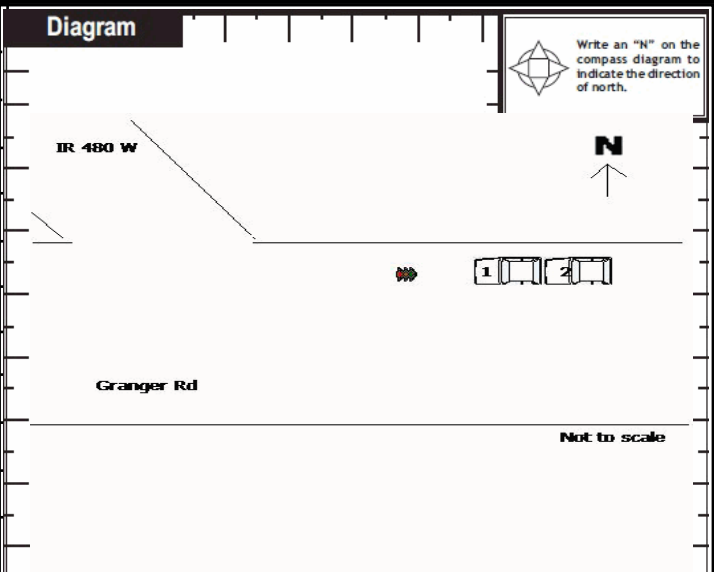 Diagram
Write an “N” on the
compass diagram to
indicate the direction
of north.
IR 480 W
N
1 2
Granger Rd
Not to scale